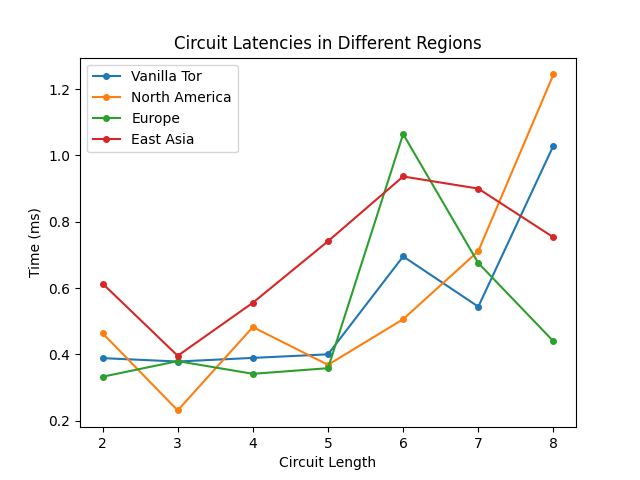 Circuit Latencies in Different Regions
Vanilla Tor
North America
Europe
East Asia
Time (ms)
1.2
1.0
0.8
0.6
0.4
0.2
2 3 4 5 6 7 8
Circuit Length